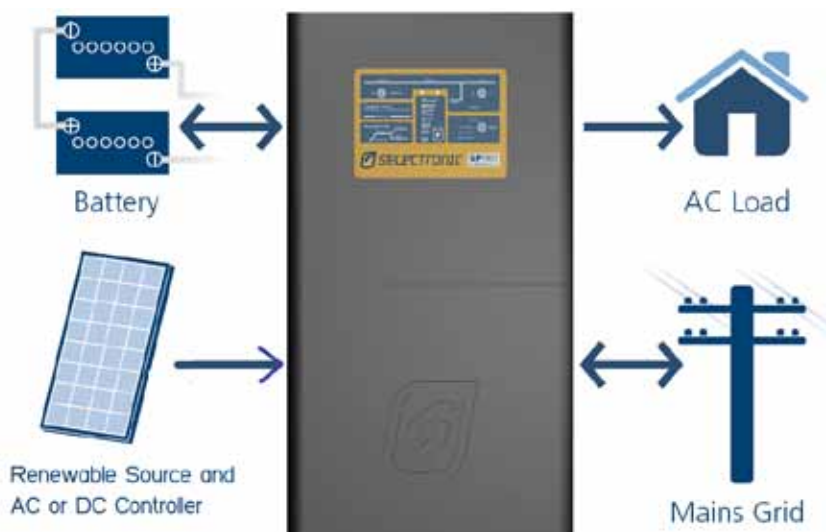 SELECTRONIC
Battery
AC Load
Renewable Source and
AC or DC Controller
Mains Grid